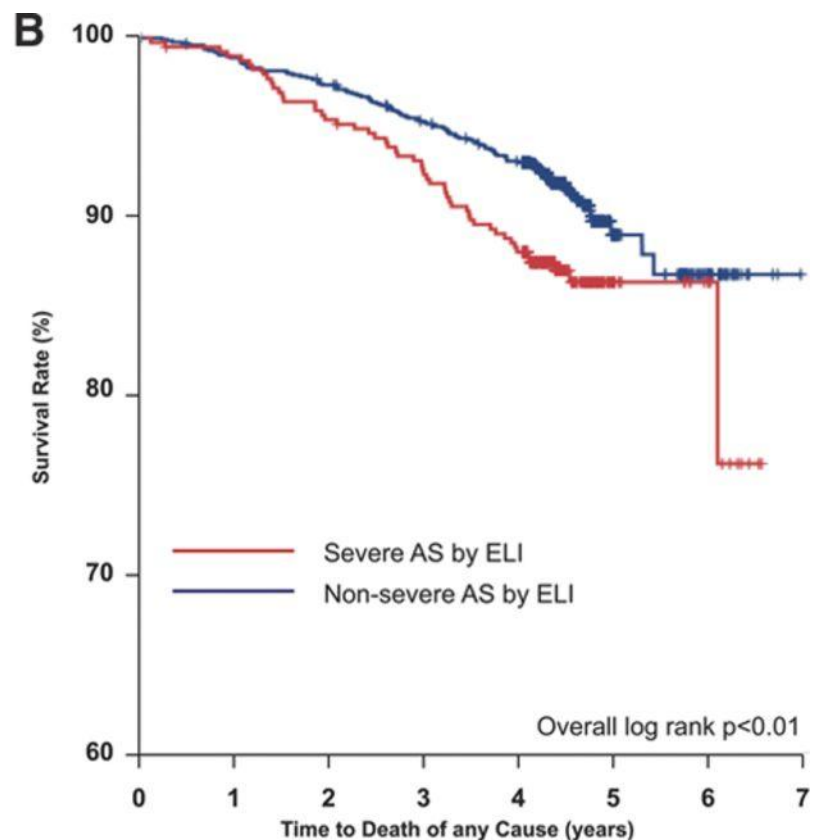 B
100
90
80
70
60
Survival Rate (%)
Severe AS by ELI
Non-severe AS by ELI
Overall log rank p<0.01
0 1 2 3 4 5 6 7
Time to Death of any Cause (years)